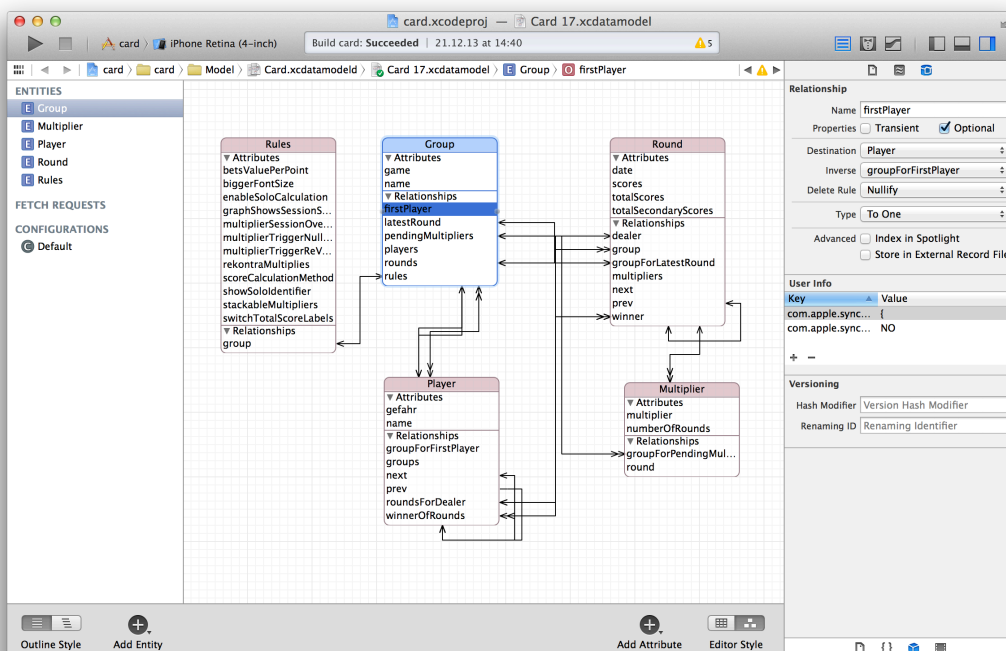 card.xcodeproj — Card 17.xcdatamodel
card › iPhone Retina (4-inch)
Build card: Succeeded | 21.12.13 at 14:40
5
card › card › Model › Card.xcdatamodeld › Card 17.xcdatamodel › E Group › O firstPlayer
ENTITIES
E Group
E Multiplier
E Player
E Round
E Rules
FETCH REQUESTS
CONFIGURATIONS
C Default
Rules
Attributes
betsValuePerPoint
biggerFontSize
enableSoloCalculation
graphShowsSessionS...
multiplierSessionOve...
multiplierTriggerNull...
multiplierTriggerReV...
rekontraMultiplies
scoreCalculationMethod
showSoloIdentifier
stackableMultipliers
switchTotalScoreLabels
Relationships
group
Group
Attributes
game
name
Relationships
firstPlayer
latestRound
pendingMultipliers
players
rounds
rules
Round
Attributes
date
scores
totalScores
totalSecondaryScores
Relationships
dealer
group
groupForLatestRound
multipliers
next
prev
winner
Player
Attributes
gefahr
name
Relationships
groupForFirstPlayer
groups
next
prev
roundsForDealer
winnerOfRounds
Multiplier
Attributes
multiplier
numberOfRounds
Relationships
groupForPendingMul...
round
Relationship
Name firstPlayer
Properties Transient Optional
Destination Player
Inverse groupForFirstPlayer
Delete Rule Nullify
Type To One
Advanced Index in Spotlight
Store in External Record File
User Info
Key Value
com.apple.sync... {
com.apple.sync... NO
+ −
Versioning
Hash Modifier Version Hash Modifier
Renaming ID Renaming Identifier
Outline Style
Add Entity
Add Attribute
Editor Style
{ }